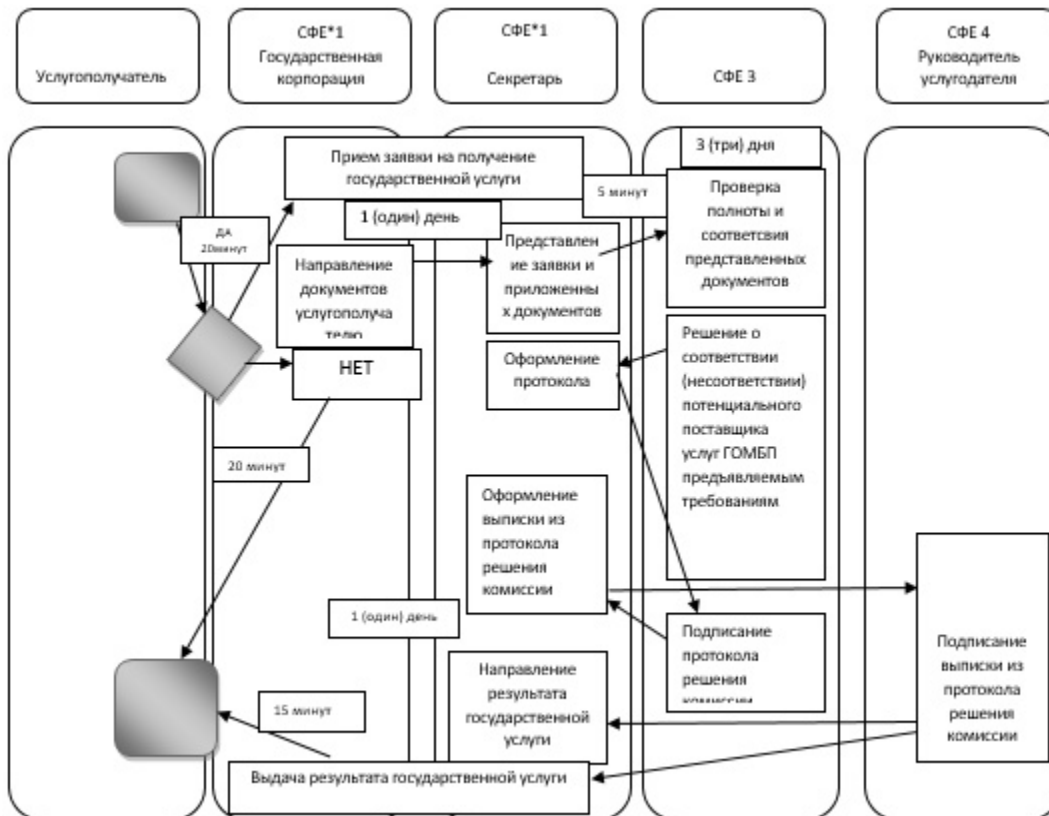 Услугополучатель
СФЕ*1
Государственная
корпорация
СФЕ*1
Секретарь
СФЕ 3
СФЕ 4
Руководитель
услугодателя
Прием заявки на получение
государственной услуги
3 (три) дня
5 минут
1 (один) день
ДА
20минут
Направление
документов
услугополуча
телю
Представлен
ие заявки и
приложенны
х документов
Проверка
полноты и
соответсвия
представленных
документов
НЕТ
Оформление
протокола
Решение о
соответствии
(несоответствии)
потенциального
поставщика
услуг ГОМБП
предъявляемым
требованиям
20 минут
Оформление
выписки из
протокола
решения
комиссии
1 (один) день
Подписание
протокола
решения
комиссии
Подписание
выписки из
протокола
решения
комиссии
Направление
результата
государственной
услуги
15 минут
Выдача результата государственной услуги